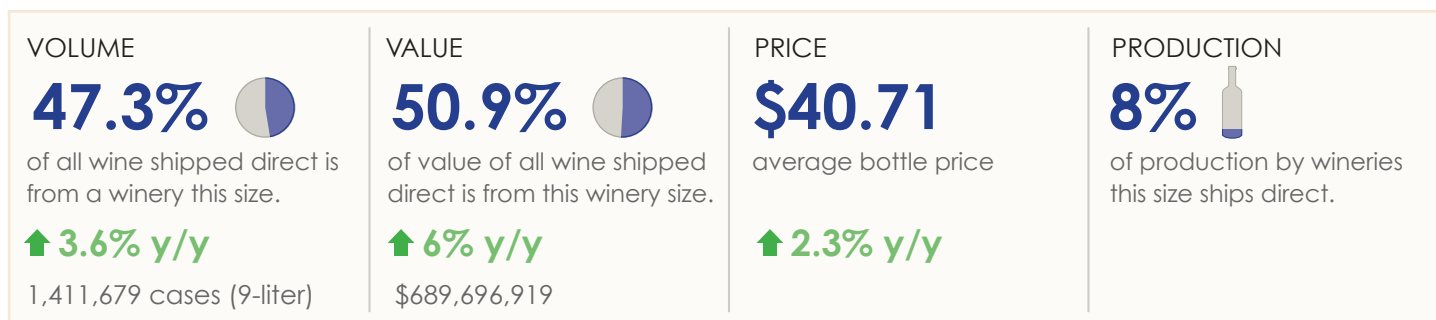 VOLUME
47.3%
of all wine shipped direct is
from a winery this size.
3.6% y/y
1,411,679 cases (9-liter)
VALUE
50.9%
of value of all wine shipped
direct is from this winery size.
6% y/y
$689,696,919
PRICE
$40.71
average bottle price
2.3% y/y
PRODUCTION
8%
of production by wineries
this size ships direct.